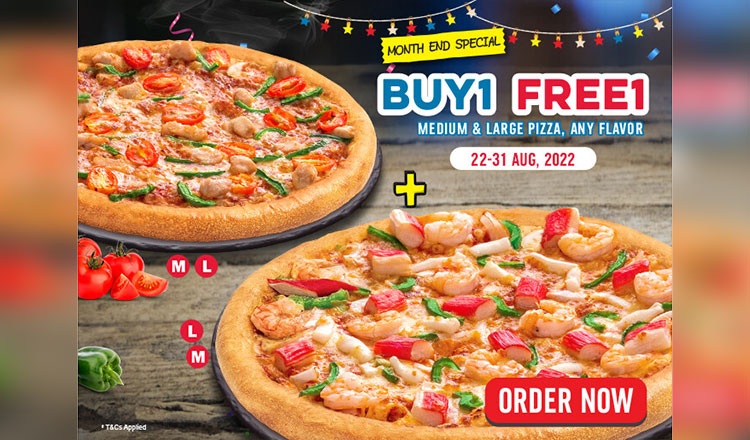 MONTH END SPECIAL
BUY1 FREE1
MEDIUM & LARGE PIZZA, ANY FLAVOR
22-31 AUG, 2022
+
M L
L
M
ORDER NOW
* T&Cs Applied